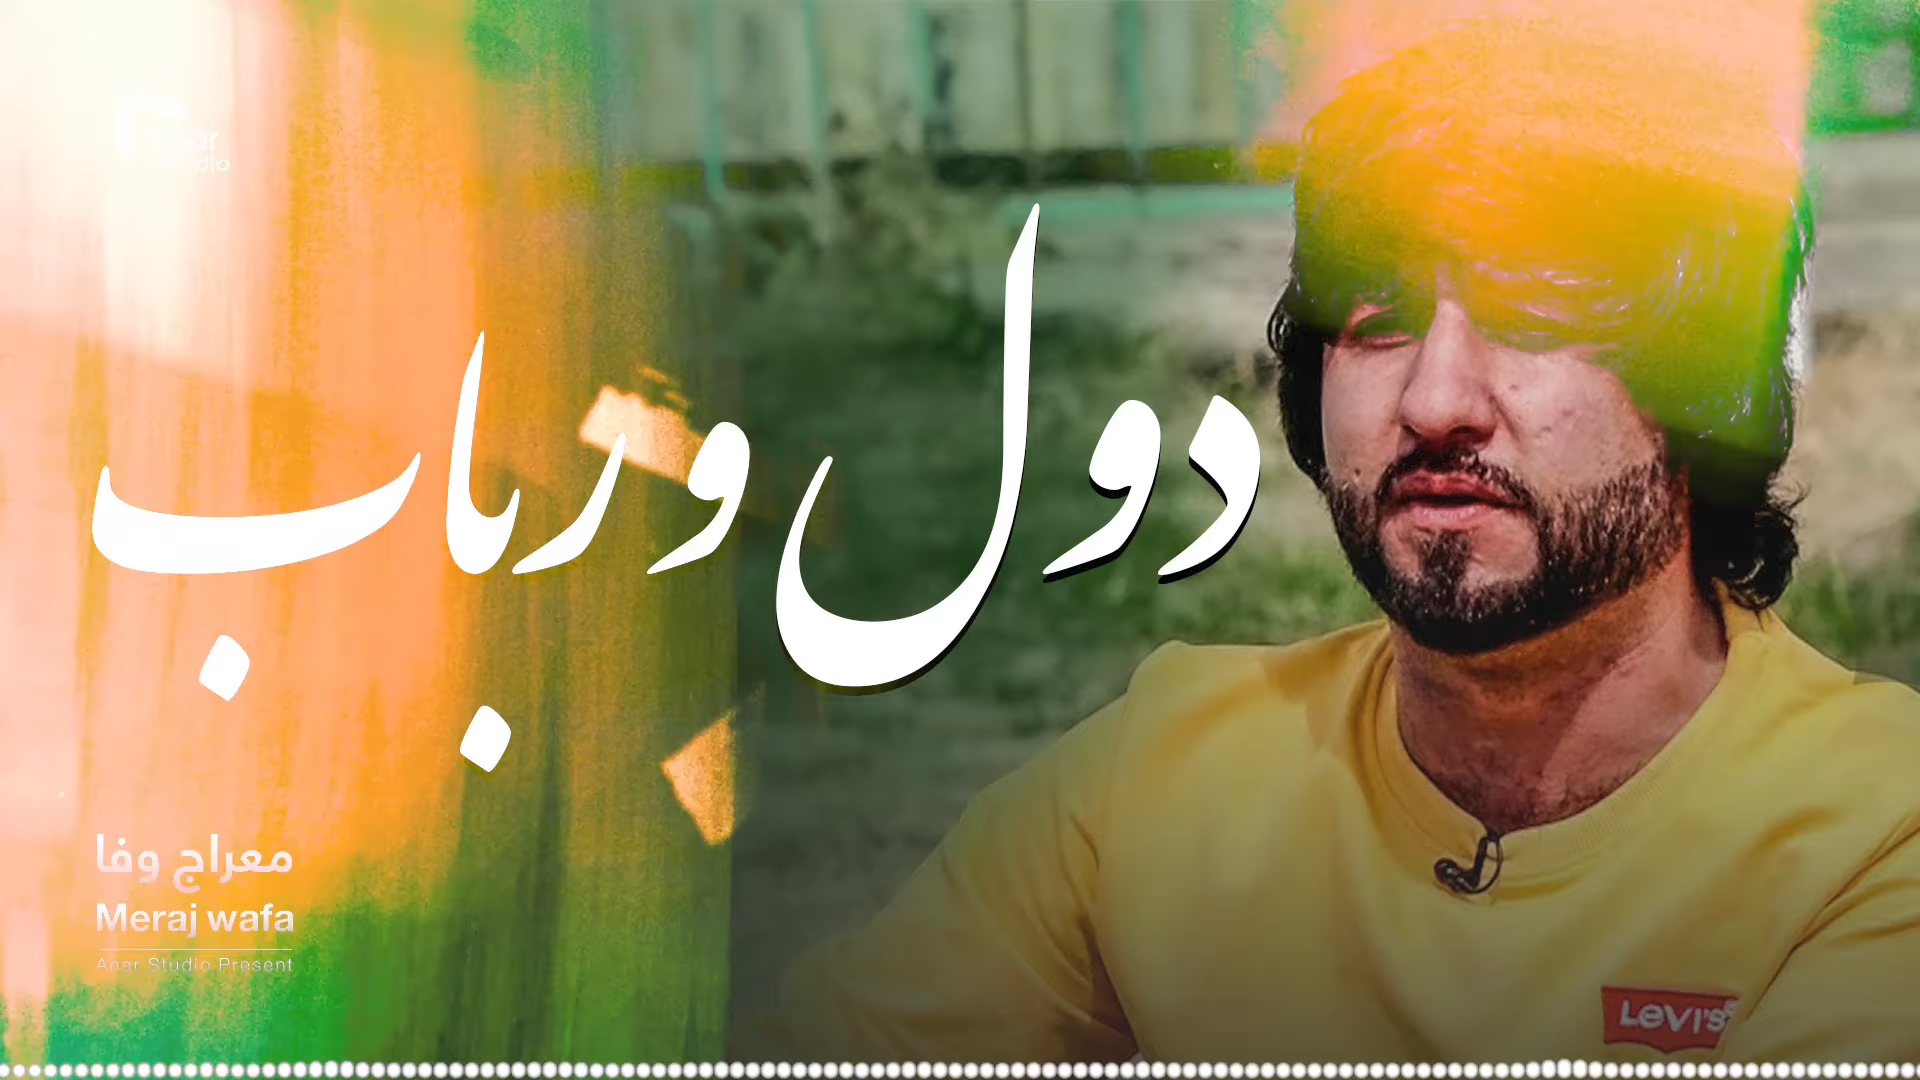 دول و رباب
معراج وفا
Meraj wafa
Anar Studio Present
LEVI'S